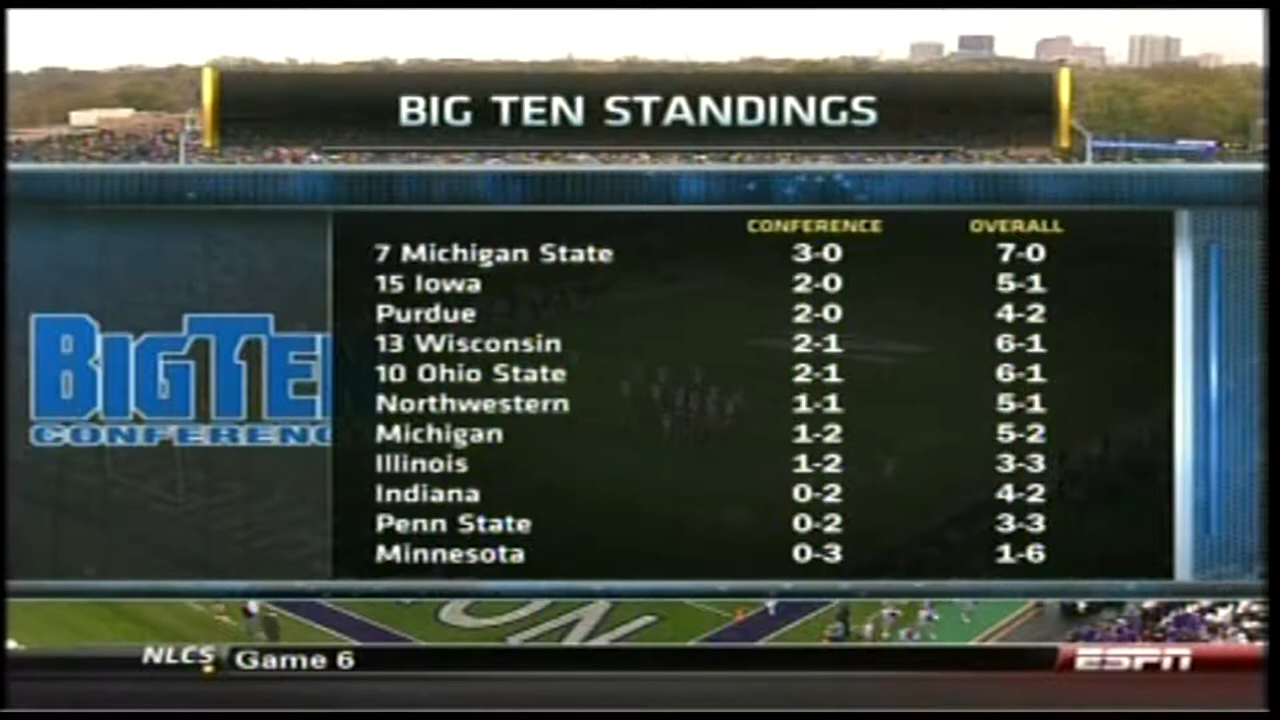 BIG TEN STANDINGS
CONFERENCE OVERALL
7 Michigan State 3-0 7-0
15 Iowa 2-0 5-1
Purdue 2-0 4-2
13 Wisconsin 2-1 6-1
10 Ohio State 2-1 6-1
Northwestern 1-1 5-1
Michigan 1-2 5-2
Illinois 1-2 3-3
Indiana 0-2 4-2
Penn State 0-2 3-3
Minnesota 0-3 1-6
BIG TE
CONFERENC
ON
NLCS Game 6
ESPN